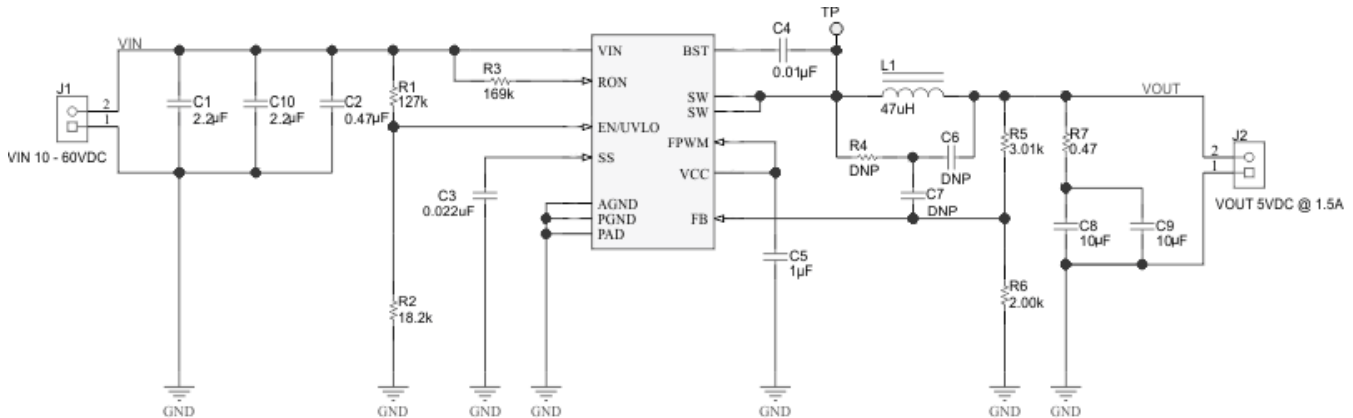 TP
VIN
J1
2
1
VIN 10 - 60VDC
C1
2.2µF
C10
2.2µF
C2
0.47µF
R1
127k
R3
169k
R2
18.2k
C3
0.022uF
VIN
RON
EN/UVLO
SS
AGND
PGND
PAD
BST
SW
SW
FPWM
VCC
FB
C4
0.01µF
L1
47uH
R4
DNP
C6
DNP
C7
DNP
C5
1µF
R5
3.01k
R6
2.00k
R7
0.47
C8
10µF
C9
10µF
VOUT
J2
2
1
VOUT 5VDC @ 1.5A
GND
GND
GND
GND
GND
GND
GND